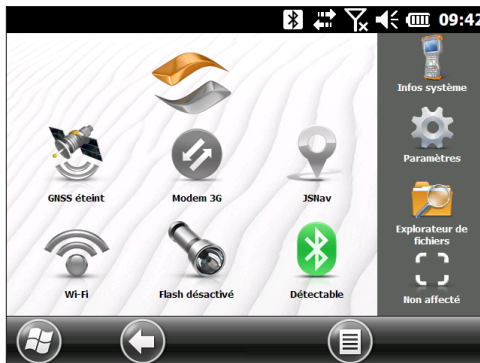 09:42
Infos système
GNSS éteint
Modem 3G
JSNav
Paramètres
Wi-Fi
Flash désactivé
Détectable
Explorateur de
fichiers
Non affecté